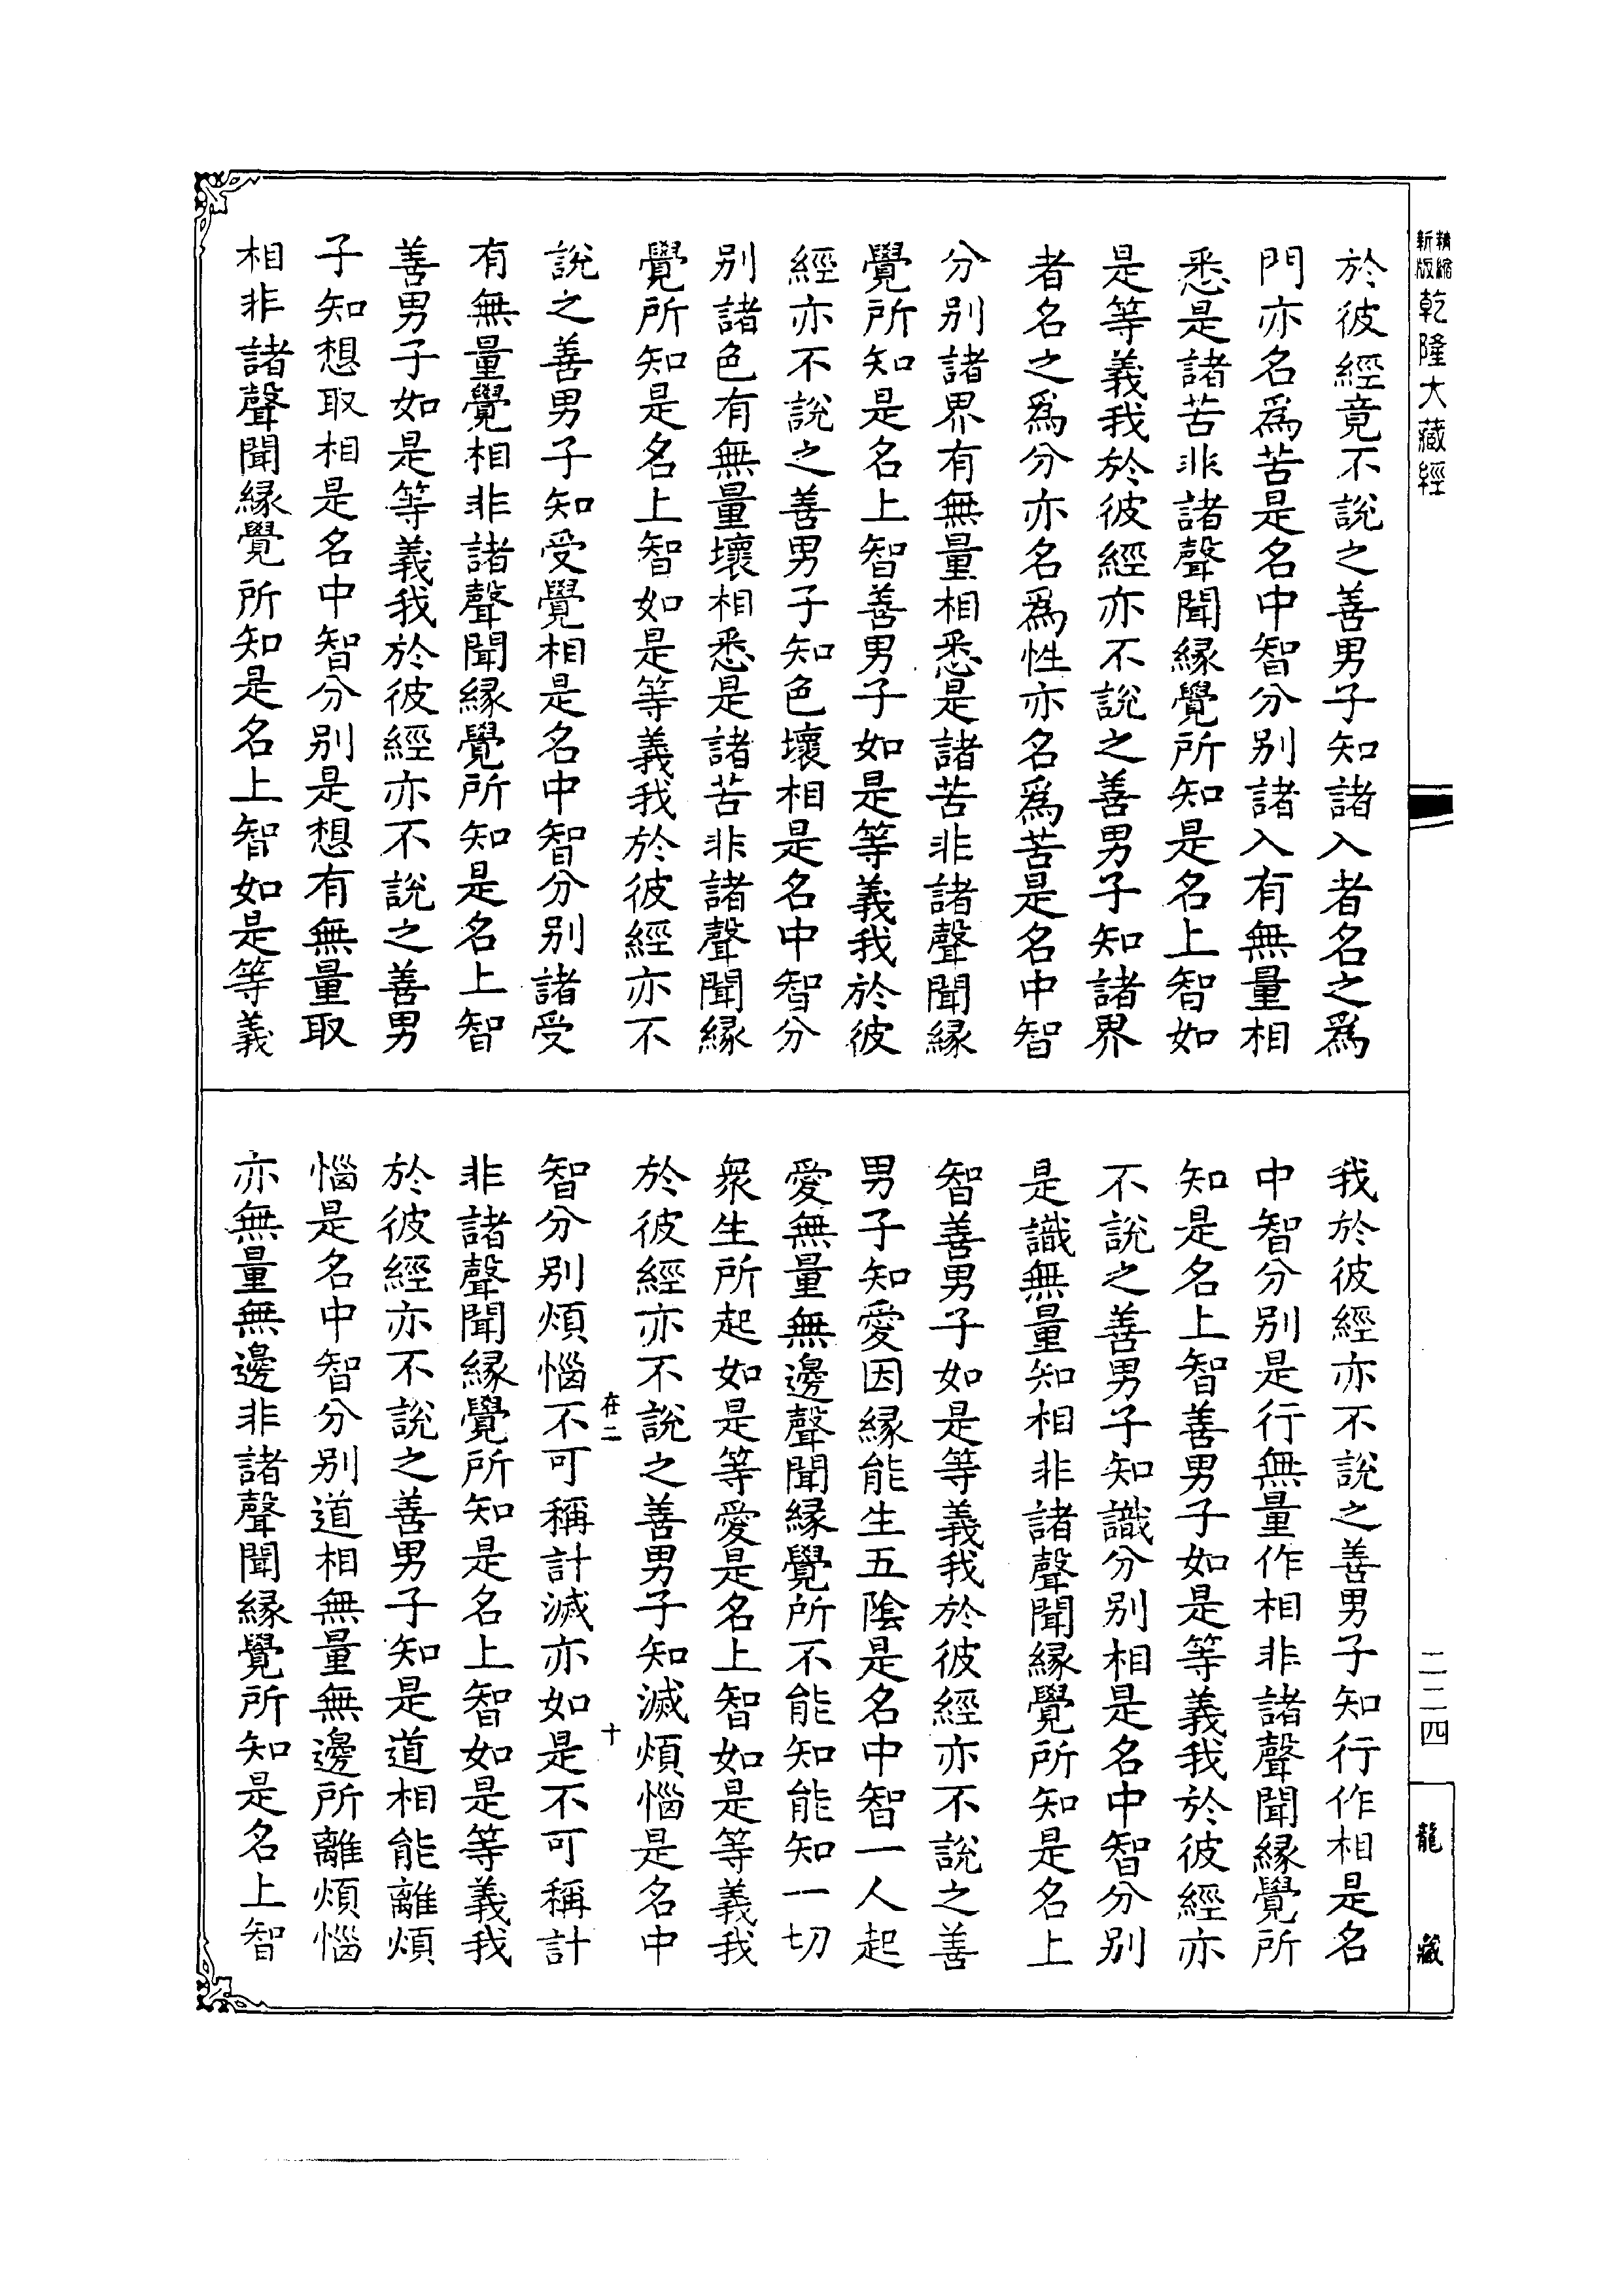 精縮
新版
乾隆大藏經
二二四
龍藏
於彼經竟不說之善男子知諸入者名之爲
門亦名爲苦是名中智分別諸入有無量相
悉是諸苦非諸聲聞緣覺所知是名上智如
是等義我於彼經亦不說之善男子知諸界
者名之爲分亦名爲性亦名爲苦是名中智
分別諸界有無量相悉是諸苦非諸聲聞緣
覺所知是名上智善男子如是等義我於彼
經亦不說之善男子知色壞相是名中智分
別諸色有無量壞相悉是諸苦非諸聲聞緣
覺所知是名上智如是等義我於彼經亦不
說之善男子知受覺相是名中智分別諸受
有無量覺相非諸聲聞緣覺所知是名上智
善男子如是等義我於彼經亦不說之善男
子知想取相是名中智分別是想有無量取
相非諸聲聞緣覺所知是名上智如是等義
我於彼經亦不說之善男子知行作相是名
中智分別是行無量作相非諸聲聞緣覺所
知是名上智善男子如是等義我於彼經亦
不說之善男子知識分別相是名中智分別
是識無量知相非諸聲聞緣覺所知是名上
智善男子如是等義我於彼經亦不說之善
男子知愛因緣能生五陰是名中智一人起
愛無量無邊聲聞緣覺所不能知能知一切
衆生所起如是等愛是名上智如是等義我
於彼經亦不說之善男子知滅煩惱是名中
在二 十
智分別煩惱不可稱計滅亦如是不可稱計
非諸聲聞緣覺所知是名上智如是等義我
於彼經亦不說之善男子知是道相能離煩
惱是名中智分別道相無量無邊所離煩惱
亦無量無邊非諸聲聞緣覺所知是名上智